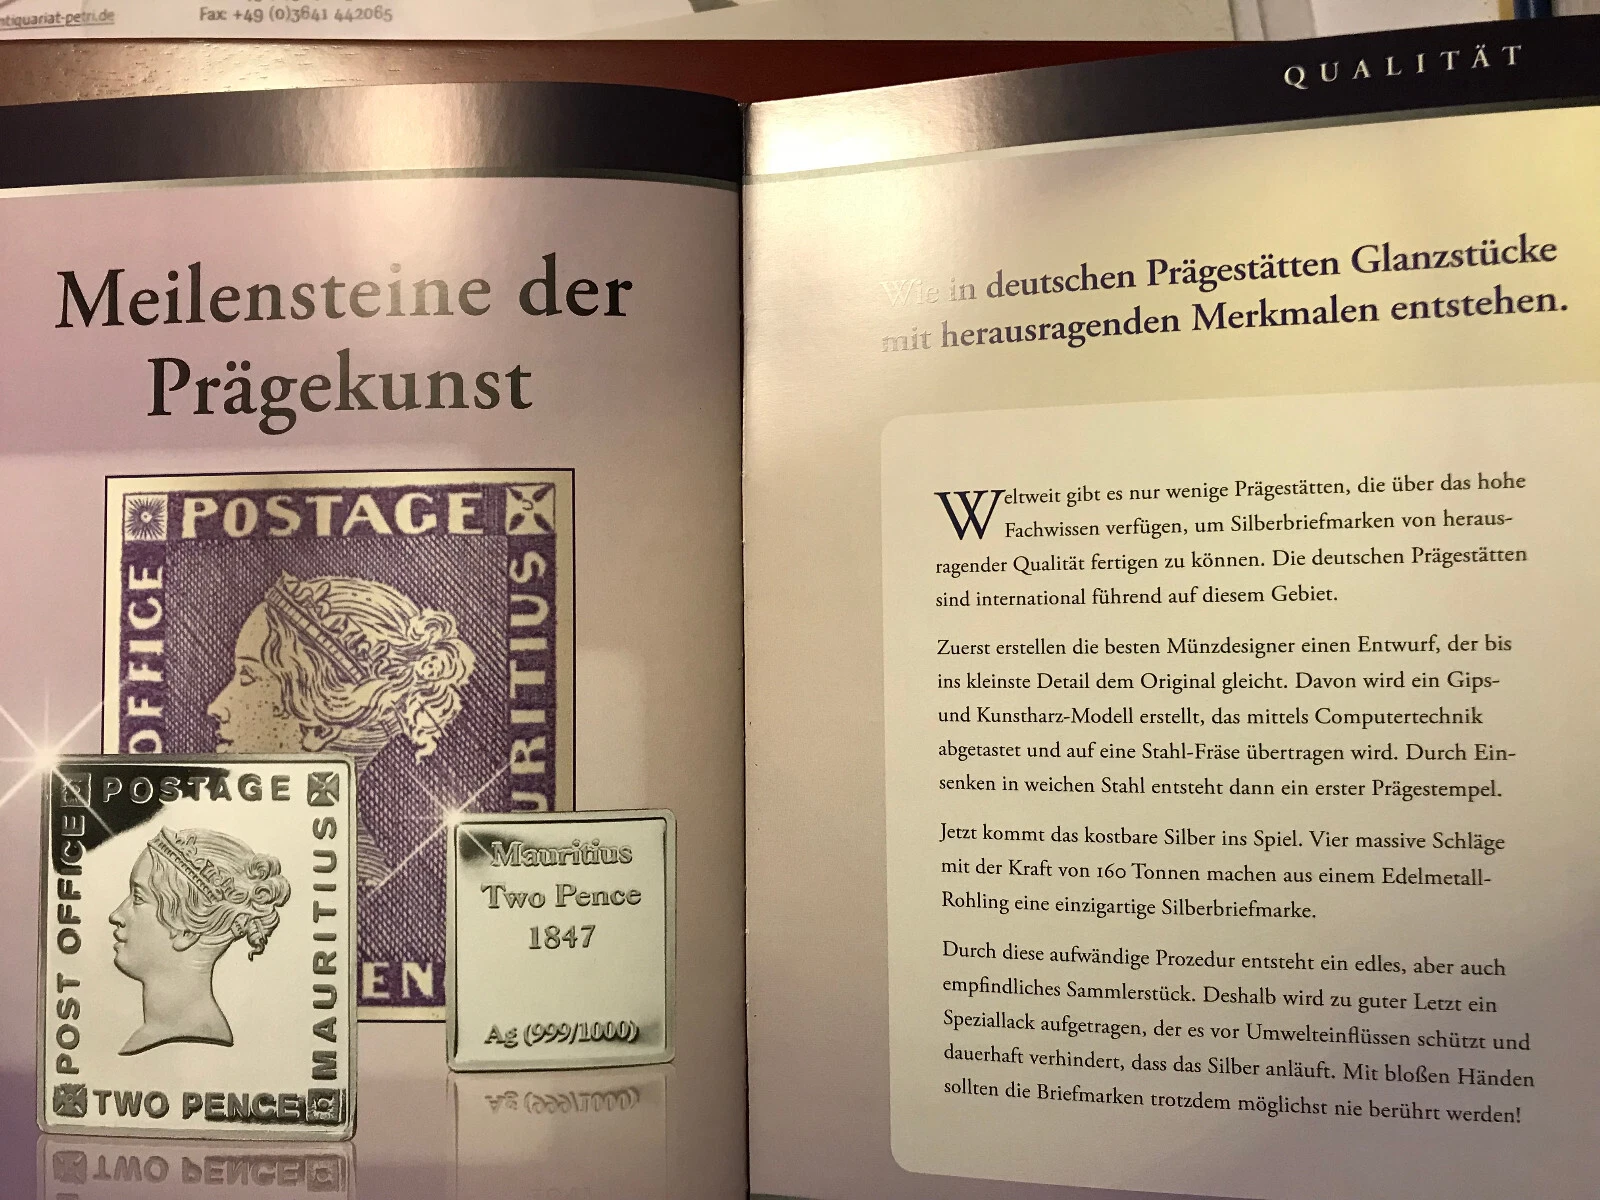 ntiquariat-petri.de
Fax: +49 (0)3641 442065
Meilensteine der
Prägekunst
POSTAGE
OFFICE
URITIUS
EN
POSTAGE
POST OFFICE
MAURITIUS
TWO PENCE
Mauritius
Two Pence
1847
Ag (999/1000)
QUALITÄT
Wie in deutschen Prägestätten Glanzstücke
mit herausragenden Merkmalen entstehen.
Weltweit gibt es nur wenige Prägestätten, die über das hohe
Fachwissen verfügen, um Silberbriefmarken von heraus-
ragender Qualität fertigen zu können. Die deutschen Prägestätten
sind international führend auf diesem Gebiet.
Zuerst erstellen die besten Münzdesigner einen Entwurf, der bis
ins kleinste Detail dem Original gleicht. Davon wird ein Gips-
und Kunstharz-Modell erstellt, das mittels Computertechnik
abgetastet und auf eine Stahl-Fräse übertragen wird. Durch Ein-
senken in weichen Stahl entsteht dann ein erster Prägestempel.
Jetzt kommt das kostbare Silber ins Spiel. Vier massive Schläge
mit der Kraft von 160 Tonnen machen aus einem Edelmetall-
Rohling eine einzigartige Silberbriefmarke.
Durch diese aufwändige Prozedur entsteht ein edles, aber auch
empfindliches Sammlerstück. Deshalb wird zu guter Letzt ein
Speziallack aufgetragen, der es vor Umwelteinflüssen schützt und
dauerhaft verhindert, dass das Silber anläuft. Mit bloßen Händen
sollten die Briefmarken trotzdem möglichst nie berührt werden!